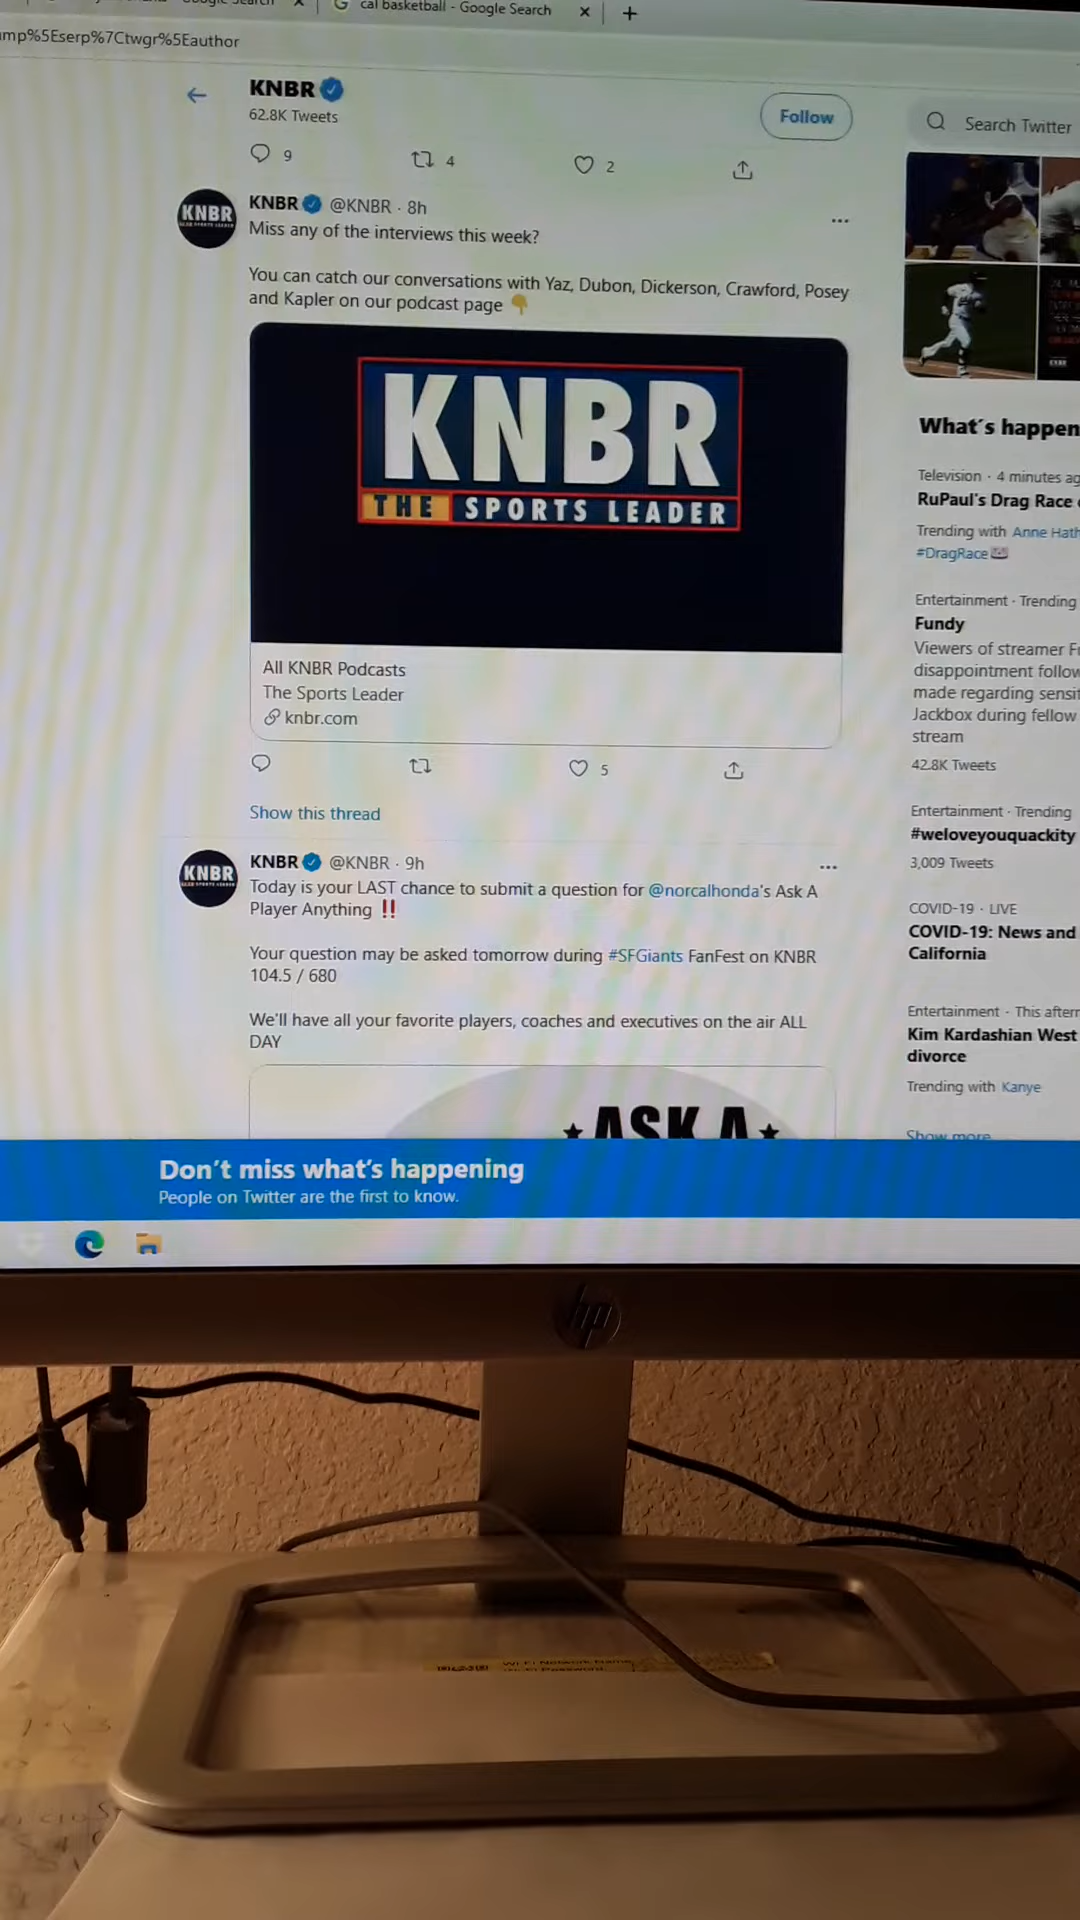 cal basketball - Google Search
mp%5Eserp%7Ctwgr%5Eauthor
KNBR
62.8K Tweets
Follow
Search Twitter
9 4 2
KNBR @KNBR · 8h
Miss any of the interviews this week?
You can catch our conversations with Yaz, Dubon, Dickerson, Crawford, Posey
and Kapler on our podcast page 👇
KNBR
KNBR
THE SPORTS LEADER
All KNBR Podcasts
The Sports Leader
knbr.com
5
Show this thread
KNBR @KNBR · 9h
KNBR
Today is your LAST chance to submit a question for @norcalhonda's Ask A
Player Anything ‼️
Your question may be asked tomorrow during #SFGiants FanFest on KNBR
104.5 / 680
We'll have all your favorite players, coaches and executives on the air ALL
DAY
ASK A
What's happen
Television · 4 minutes ag
RuPaul's Drag Race
Trending with Anne Hath
#DragRace
Entertainment · Trending
Fundy
Viewers of streamer Fu
disappointment follow
made regarding sensit
Jackbox during fellow
stream
42.8K Tweets
Entertainment · Trending
#weloveyouquackity
3,009 Tweets
COVID-19 · LIVE
COVID-19: News and
California
Entertainment · This aftern
Kim Kardashian West
divorce
Trending with Kanye
Show more
Don't miss what's happening
People on Twitter are the first to know.
hp